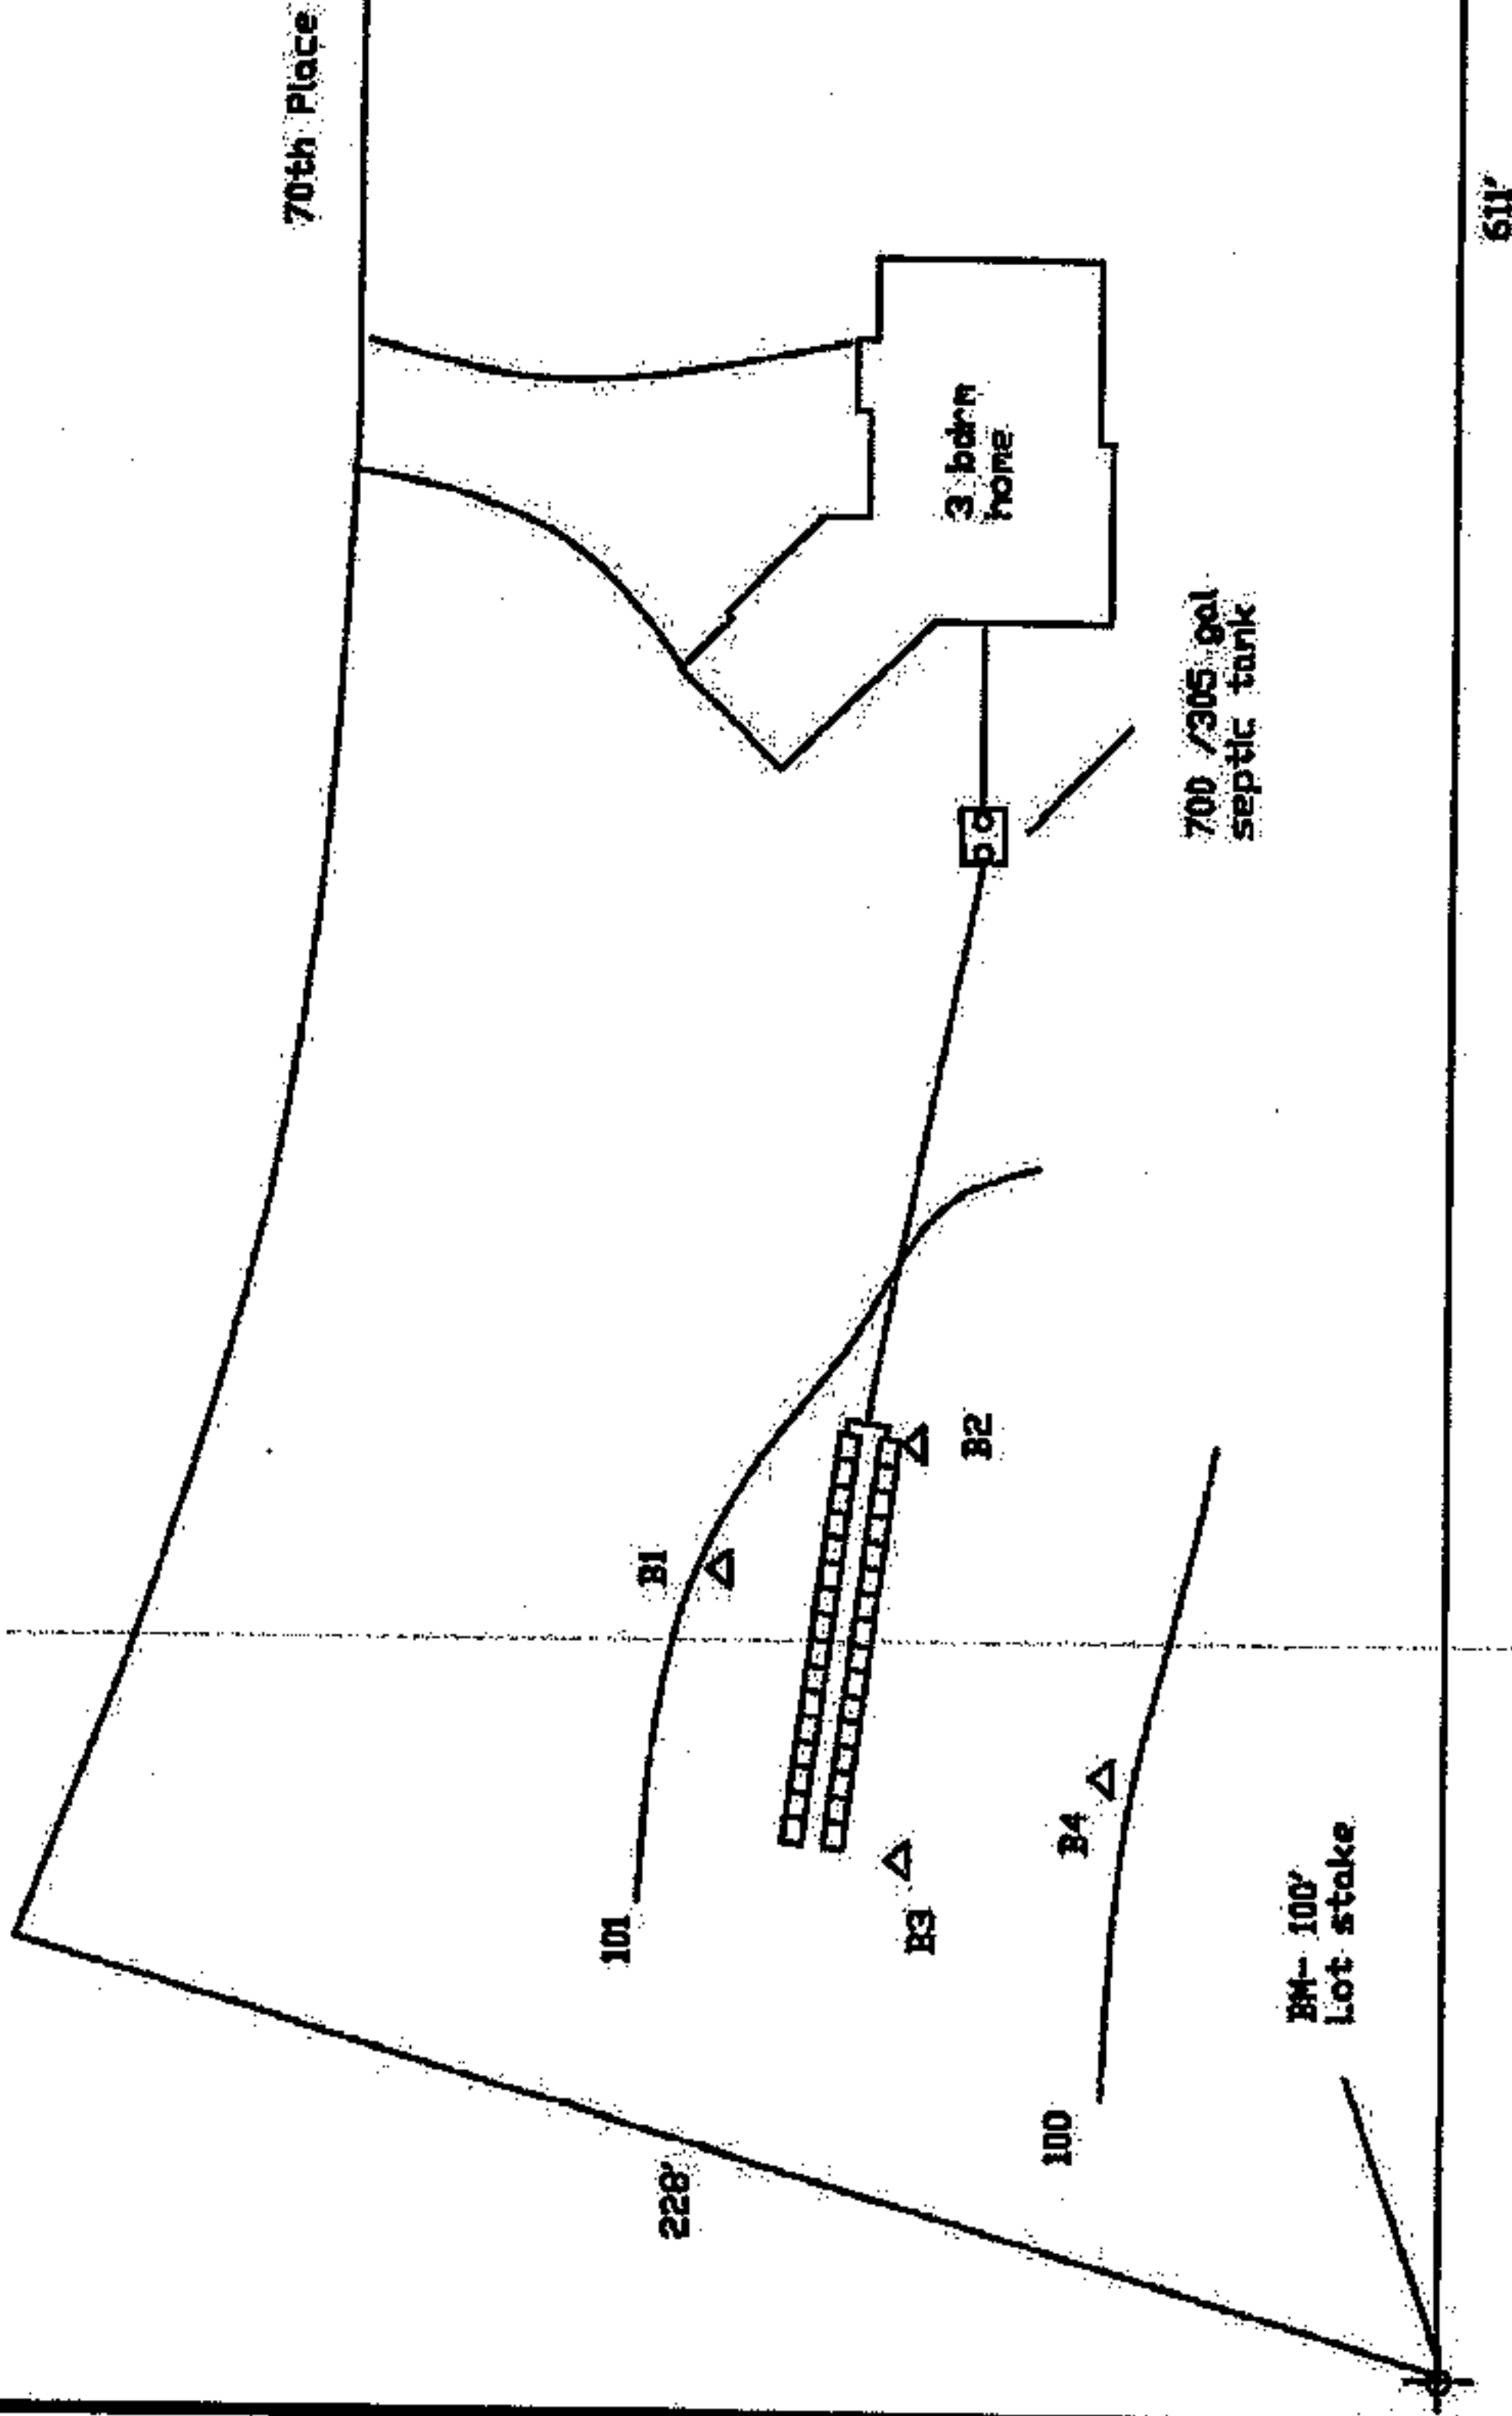 70th Place
3 bdrm
home
700 /305 gal
septic tank
B1
B2
101
B3
B4
BM- 100'
Lot stake
100
228'
611'